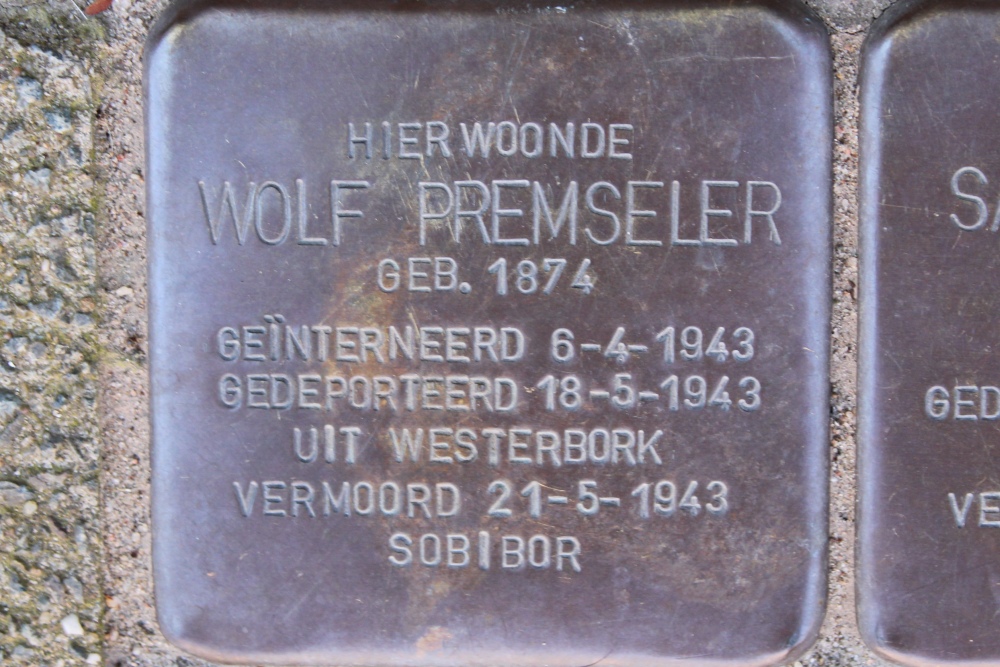 HIER WOONDE
WOLF PREMSELER
GEB. 1874
GEÏNTERNEERD 6-4-1943
GEDEPORTEERD 18-5-1943
UIT WESTERBORK
VERMOORD 21-5-1943
SOBIBOR